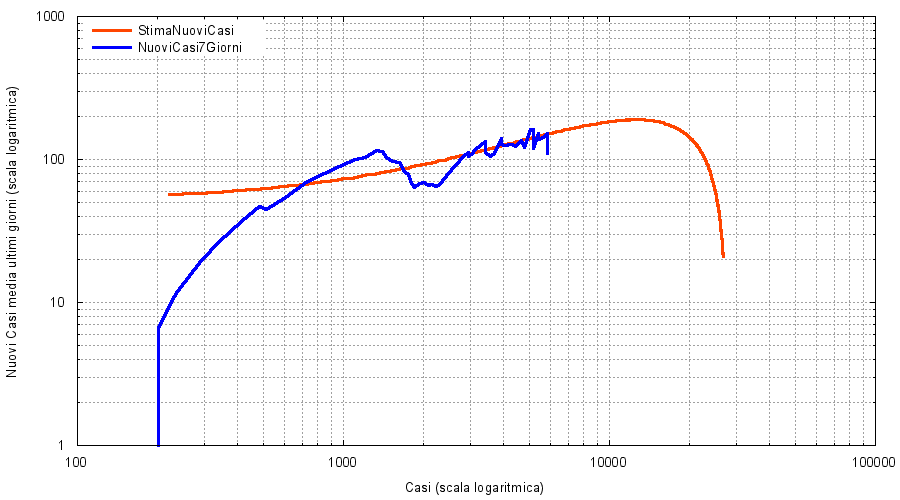 1000
StimaNuoviCasi
NuoviCasi7Giorni
100
10
1
Nuovi Casi media ultimi giorni (scala logaritmica)
100
1000
10000
100000
Casi (scala logaritmica)